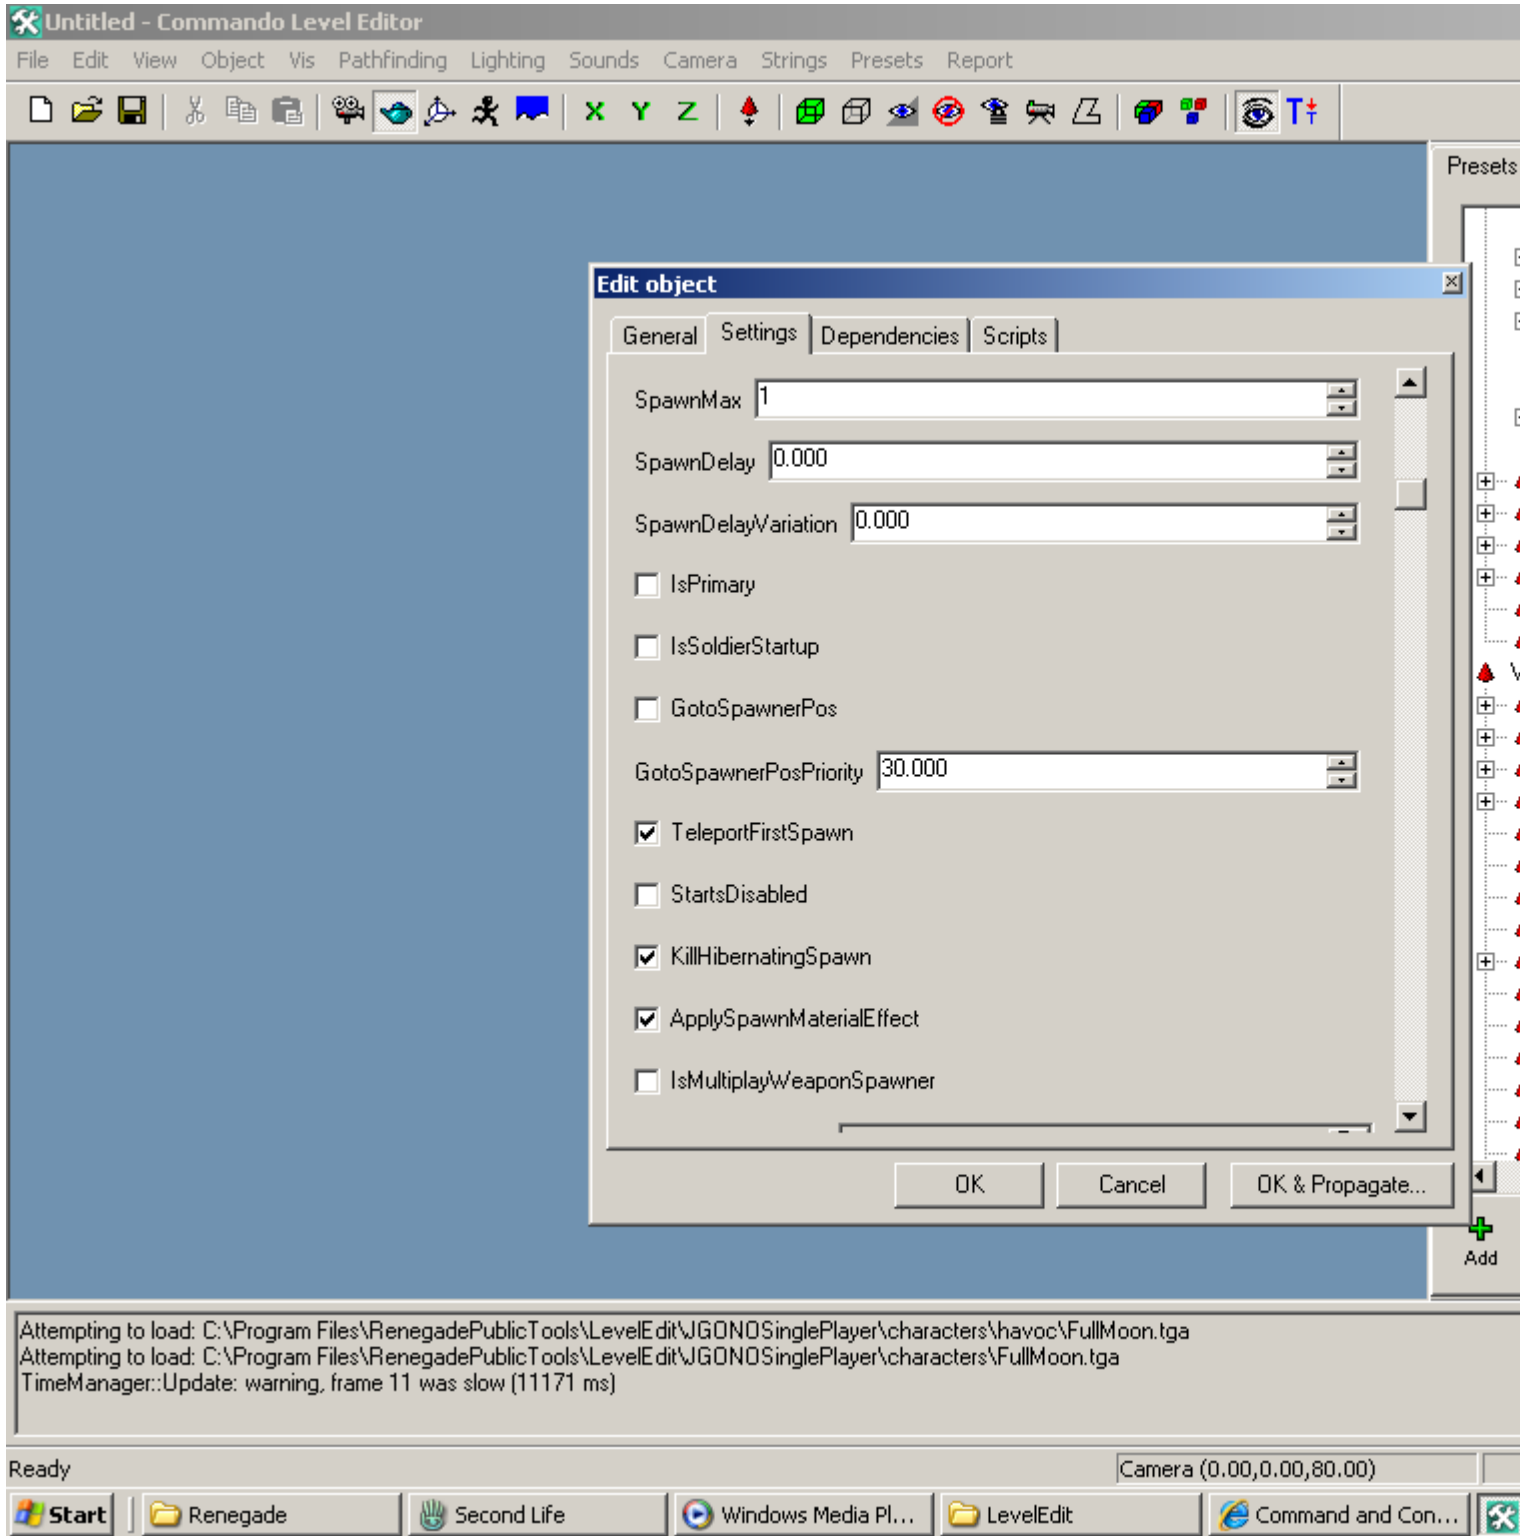 Untitled - Commando Level Editor
File Edit View Object Vis Pathfinding Lighting Sounds Camera Strings Presets Report
X Y Z T
Presets
Edit object
General Settings Dependencies Scripts
SpawnMax 1
SpawnDelay 0.000
SpawnDelayVariation 0.000
IsPrimary
IsSoldierStartup
GotoSpawnerPos
GotoSpawnerPosPriority 30.000
TeleportFirstSpawn
StartsDisabled
KillHibernatingSpawn
ApplySpawnMaterialEffect
IsMultiplayWeaponSpawner
OK Cancel OK & Propagate...
Add
Attempting to load: C:\Program Files\RenegadePublicTools\LevelEdit\JGONOSinglePlayer\characters\havoc\FullMoon.tga
Attempting to load: C:\Program Files\RenegadePublicTools\LevelEdit\JGONOSinglePlayer\characters\FullMoon.tga
TimeManager::Update: warning, frame 11 was slow (11171 ms)
Ready Camera (0.00,0.00,80.00)
Start Renegade Second Life Windows Media Pl... LevelEdit Command and Con...